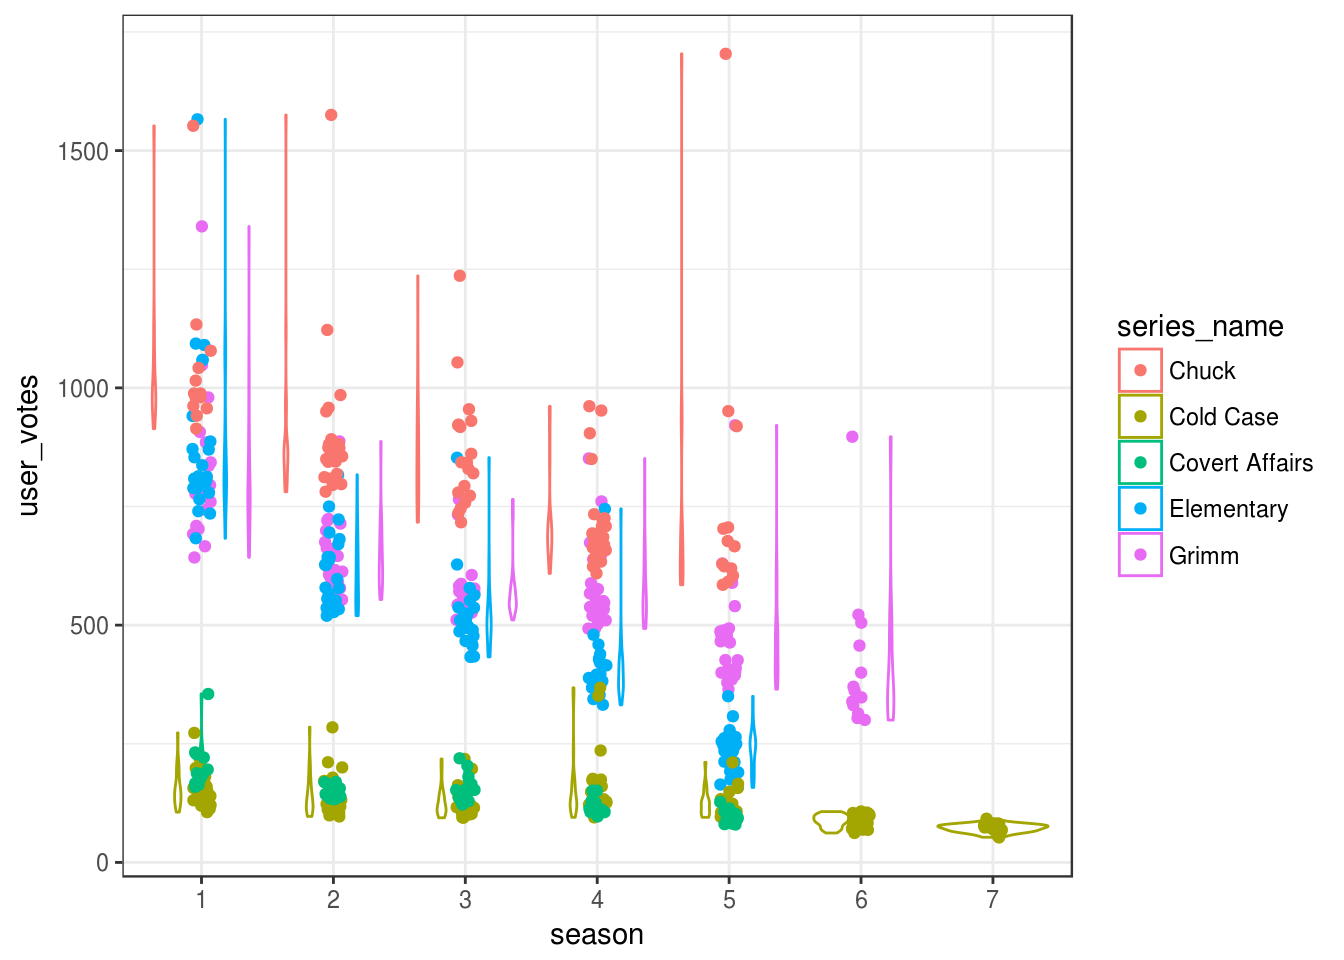 1500
1000
500
0
user_votes
1 2 3 4 5 6 7
season
series_name
Chuck
Cold Case
Covert Affairs
Elementary
Grimm